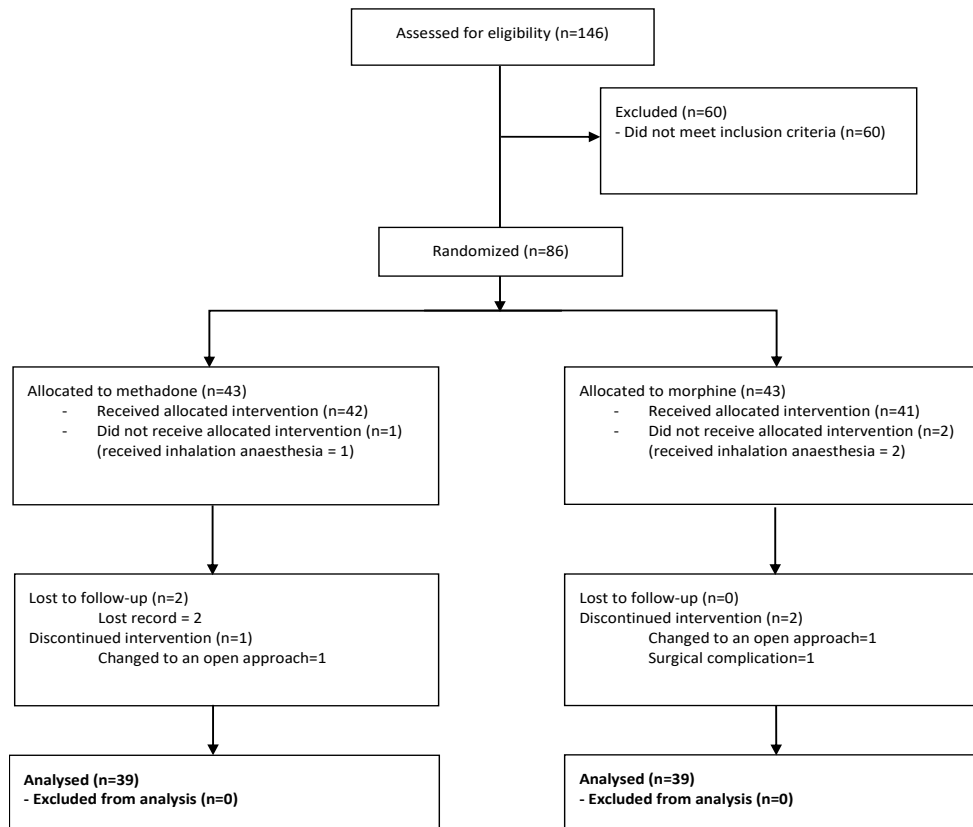 Assessed for eligibility (n=146)
Excluded (n=60)
- Did not meet inclusion criteria (n=60)
Randomized (n=86)
Allocated to methadone (n=43)
- Received allocated intervention (n=42)
- Did not receive allocated intervention (n=1)
(received inhalation anaesthesia = 1)
Allocated to morphine (n=43)
- Received allocated intervention (n=41)
- Did not receive allocated intervention (n=2)
(received inhalation anaesthesia = 2)
Lost to follow-up (n=2)
Lost record = 2
Discontinued intervention (n=1)
Changed to an open approach=1
Lost to follow-up (n=0)
Discontinued intervention (n=2)
Changed to an open approach=1
Surgical complication=1
Analysed (n=39)
- Excluded from analysis (n=0)
Analysed (n=39)
- Excluded from analysis (n=0)